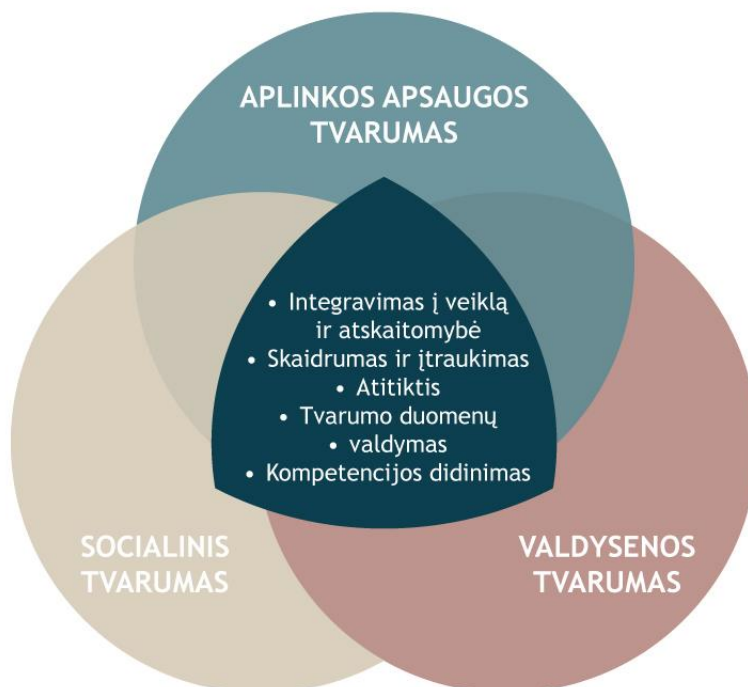 APLINKOS APSAUGOS
TVARUMAS
• Integravimas į veiklą
ir atskaitomybė
• Skaidrumas ir įtraukimas
• Atitiktis
• Tvarumo duomenų
• valdymas
• Kompetencijos didinimas
SOCIALINIS
TVARUMAS
VALDYSENOS
TVARUMAS